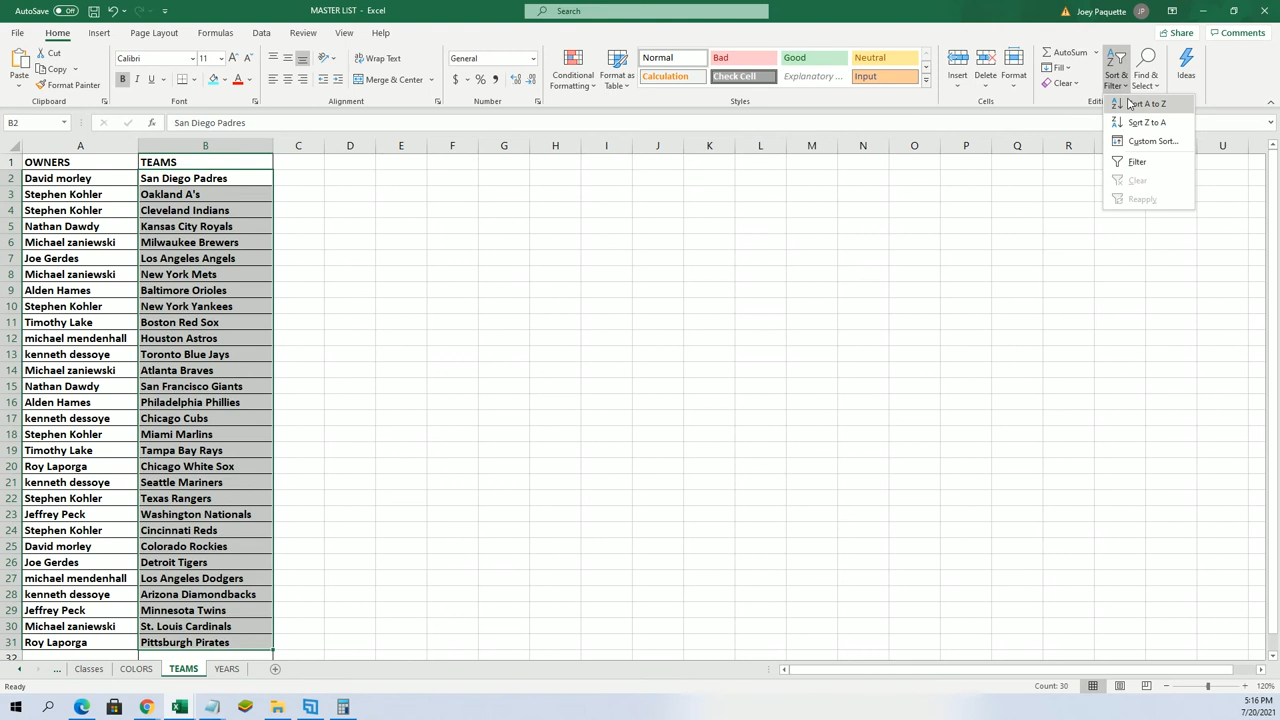 AutoSave Off MASTER LIST - Excel Search Joey Paquette JP
File Home Insert Page Layout Formulas Data Review View Help Share Comments
Paste Cut Copy Format Painter Clipboard
Calibri 11 B I U A Font
Wrap Text Merge & Center Alignment
General $ % Number
Conditional Formatting Format as Table
Normal Bad Good Neutral
Calculation Check Cell Explanatory ... Input
Styles
Insert Delete Format Cells
AutoSum Fill Clear Editi
Sort & Filter Find & Select Ideas
ort A to Z
Sort Z to A
Custom Sort...
Filter
Clear
Reapply
B2 fx San Diego Padres
A B C D E F G H I J K L M N O P Q R U
1 OWNERS TEAMS
2 David morley San Diego Padres
3 Stephen Kohler Oakland A's
4 Stephen Kohler Cleveland Indians
5 Nathan Dawdy Kansas City Royals
6 Michael zaniewski Milwaukee Brewers
7 Joe Gerdes Los Angeles Angels
8 Michael zaniewski New York Mets
9 Alden Hames Baltimore Orioles
10 Stephen Kohler New York Yankees
11 Timothy Lake Boston Red Sox
12 michael mendenhall Houston Astros
13 kenneth dessoye Toronto Blue Jays
14 Michael zaniewski Atlanta Braves
15 Nathan Dawdy San Francisco Giants
16 Alden Hames Philadelphia Phillies
17 kenneth dessoye Chicago Cubs
18 Stephen Kohler Miami Marlins
19 Timothy Lake Tampa Bay Rays
20 Roy Laporga Chicago White Sox
21 kenneth dessoye Seattle Mariners
22 Stephen Kohler Texas Rangers
23 Jeffrey Peck Washington Nationals
24 Stephen Kohler Cincinnati Reds
25 David morley Colorado Rockies
26 Joe Gerdes Detroit Tigers
27 michael mendenhall Los Angeles Dodgers
28 kenneth dessoye Arizona Diamondbacks
29 Jeffrey Peck Minnesota Twins
30 Michael zaniewski St. Louis Cardinals
31 Roy Laporga Pittsburgh Pirates
32
... Classes COLORS TEAMS YEARS
Ready Count: 30 120%
5:16 PM
7/20/2021